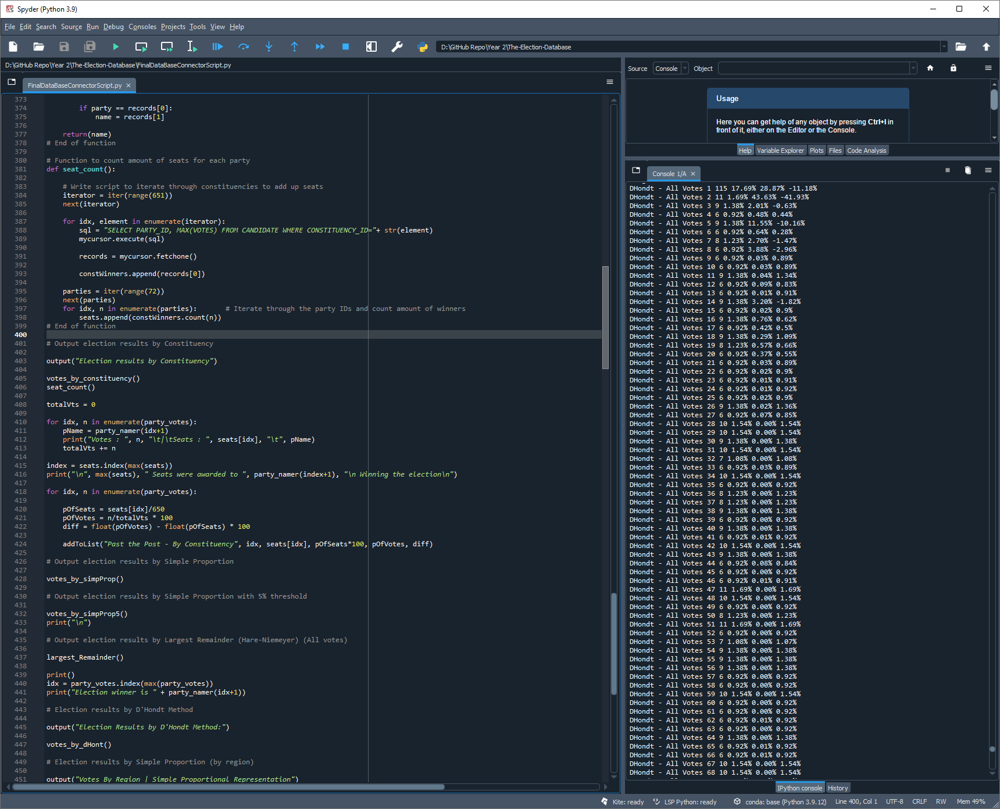 Spyder (Python 3.9)
File Edit Search Source Run Debug Consoles Projects Tools View Help
D:\GitHub Repo\Year 2\The-Election-Database
D:\GitHub Repo\Year 2\The-Election-Database\FinalDataBaseConnectorScript.py
FinalDataBaseConnectorScript.py
373
374 if party == records[0]:
375 name = records[1]
376
377 return(name)
378 # End of function
379
380 # Function to count amount of seats for each party
381 def seat_count():
382
383 # Write script to iterate through constituencies to add up seats
384 iterator = iter(range(651))
385 next(iterator)
386
387 for idx, element in enumerate(iterator):
388 sql = "SELECT PARTY_ID, MAX(VOTES) FROM CANDIDATE WHERE CONSTITUENCY_ID="+ str(element)
389 mycursor.execute(sql)
390
391 records = mycursor.fetchone()
392
393 constWinners.append(records[0])
394
395 parties = iter(range(72))
396 next(parties)
397 for idx, n in enumerate(parties): # Iterate through the party IDs and count amount of winners
398 seats.append(constWinners.count(n))
399 # End of function
400
401 # Output election results by Constituency
402
403 output("Election results by Constituency")
404
405 votes_by_constituency()
406 seat_count()
407
408 totalVts = 0
409
410 for idx, n in enumerate(party_votes):
411 pName = party_namer(idx+1)
412 print("Votes : ", n, "\t|\tSeats : ", seats[idx], "\t", pName)
413 totalVts += n
414
415 index = seats.index(max(seats))
416 print("\n", max(seats), " Seats were awarded to ", party_namer(index+1), "\n Winning the election\n")
417
418 for idx, n in enumerate(party_votes):
419
420 pOfSeats = seats[idx]/650
421 pOfVotes = n/totalVts * 100
422 diff = float(pOfVotes) - float(pOfSeats) * 100
423
424 addToList("Past the Post - By Constituency", idx, seats[idx], pOfSeats*100, pOfVotes, diff)
425
426 # Output election results by Simple Proportion
427
428 votes_by_simpProp()
429
430 # Output election results by Simple Proportion with 5% threshold
431
432 votes_by_simpProp5()
433 print("\n")
434
435 # Output election results by Largest Remainder (Hare-Niemeyer) (All votes)
436
437 largest_Remainder()
438
439 print()
440 idx = party_votes.index(max(party_votes))
441 print("Election winner is " + party_namer(idx+1))
442
443 # Election results by D'Hondt Method
444
445 output("Election Results by D'Hondt Method:")
446
447 votes_by_dHont()
448
449 # Election results by Simple Proportion (by region)
450
451 output("Votes By Region | Simple Proportional Representation")
Source Console Object
Usage
Here you can get help of any object by pressing Ctrl+I in
front of it, either on the Editor or the Console.
Help Variable Explorer Plots Files Code Analysis
Console 1/A
DHondt - All Votes 1 115 17.69% 28.87% -11.18%
DHondt - All Votes 2 11 1.69% 43.63% -41.93%
DHondt - All Votes 3 9 1.38% 2.01% -0.63%
DHondt - All Votes 4 6 0.92% 0.48% 0.44%
DHondt - All Votes 5 9 1.38% 11.55% -10.16%
DHondt - All Votes 6 6 0.92% 0.64% 0.28%
DHondt - All Votes 7 8 1.23% 2.70% -1.47%
DHondt - All Votes 8 6 0.92% 3.88% -2.96%
DHondt - All Votes 9 6 0.92% 0.03% 0.89%
DHondt - All Votes 10 6 0.92% 0.03% 0.89%
DHondt - All Votes 11 9 1.38% 0.04% 1.34%
DHondt - All Votes 12 6 0.92% 0.09% 0.83%
DHondt - All Votes 13 6 0.92% 0.01% 0.91%
DHondt - All Votes 14 9 1.38% 3.20% -1.82%
DHondt - All Votes 15 6 0.92% 0.02% 0.9%
DHondt - All Votes 16 9 1.38% 0.76% 0.62%
DHondt - All Votes 17 6 0.92% 0.42% 0.5%
DHondt - All Votes 18 9 1.38% 0.29% 1.09%
DHondt - All Votes 19 8 1.23% 0.57% 0.66%
DHondt - All Votes 20 6 0.92% 0.37% 0.55%
DHondt - All Votes 21 6 0.92% 0.03% 0.89%
DHondt - All Votes 22 6 0.92% 0.02% 0.9%
DHondt - All Votes 23 6 0.92% 0.01% 0.91%
DHondt - All Votes 24 6 0.92% 0.01% 0.92%
DHondt - All Votes 25 6 0.92% 0.02% 0.9%
DHondt - All Votes 26 9 1.38% 0.02% 1.36%
DHondt - All Votes 27 6 0.92% 0.07% 0.85%
DHondt - All Votes 28 10 1.54% 0.00% 1.54%
DHondt - All Votes 29 10 1.54% 0.00% 1.54%
DHondt - All Votes 30 9 1.38% 0.00% 1.38%
DHondt - All Votes 31 10 1.54% 0.00% 1.54%
DHondt - All Votes 32 7 1.08% 0.00% 1.08%
DHondt - All Votes 33 6 0.92% 0.03% 0.89%
DHondt - All Votes 34 10 1.54% 0.00% 1.54%
DHondt - All Votes 35 6 0.92% 0.00% 0.92%
DHondt - All Votes 36 8 1.23% 0.00% 1.23%
DHondt - All Votes 37 8 1.23% 0.00% 1.23%
DHondt - All Votes 38 9 1.38% 0.00% 1.38%
DHondt - All Votes 39 6 0.92% 0.00% 0.92%
DHondt - All Votes 40 9 1.38% 0.00% 1.38%
DHondt - All Votes 41 6 0.92% 0.01% 0.92%
DHondt - All Votes 42 10 1.54% 0.00% 1.54%
DHondt - All Votes 43 9 1.38% 0.00% 1.38%
DHondt - All Votes 44 6 0.92% 0.08% 0.84%
DHondt - All Votes 45 6 0.92% 0.00% 0.92%
DHondt - All Votes 46 6 0.92% 0.01% 0.91%
DHondt - All Votes 47 11 1.69% 0.00% 1.69%
DHondt - All Votes 48 10 1.54% 0.00% 1.54%
DHondt - All Votes 49 6 0.92% 0.00% 0.92%
DHondt - All Votes 50 8 1.23% 0.00% 1.23%
DHondt - All Votes 51 11 1.69% 0.00% 1.69%
DHondt - All Votes 52 6 0.92% 0.00% 0.92%
DHondt - All Votes 53 7 1.08% 0.00% 1.07%
DHondt - All Votes 54 9 1.38% 0.00% 1.38%
DHondt - All Votes 55 9 1.38% 0.00% 1.38%
DHondt - All Votes 56 9 1.38% 0.00% 1.38%
DHondt - All Votes 57 6 0.92% 0.00% 0.92%
DHondt - All Votes 58 6 0.92% 0.00% 0.92%
DHondt - All Votes 59 10 1.54% 0.00% 1.54%
DHondt - All Votes 60 6 0.92% 0.00% 0.92%
DHondt - All Votes 61 6 0.92% 0.00% 0.92%
DHondt - All Votes 62 6 0.92% 0.01% 0.92%
DHondt - All Votes 63 6 0.92% 0.00% 0.92%
DHondt - All Votes 64 9 1.38% 0.00% 1.38%
DHondt - All Votes 65 6 0.92% 0.01% 0.92%
DHondt - All Votes 66 6 0.92% 0.01% 0.92%
DHondt - All Votes 67 10 1.54% 0.00% 1.54%
DHondt - All Votes 68 10 1.54% 0.00% 1.54%
IPython console History
Kite: ready LSP Python: ready conda: base (Python 3.9.12) Line 400, Col 1 UTF-8 CRLF RW Mem 49%